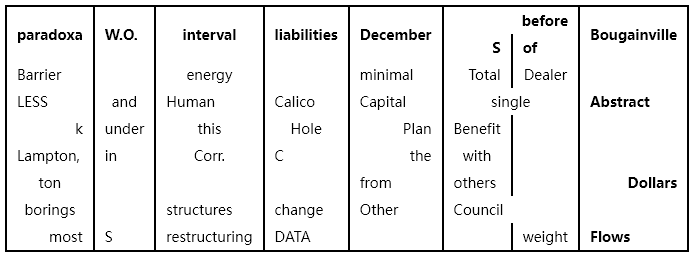 paradoxa W.O. interval liabilities December before Bougainville
S of
Barrier energy minimal Total Dealer
LESS and Human Calico Capital single Abstract
k under this Hole Plan Benefit
Lampton, in Corr. C the with
ton from others Dollars
borings structures change Other Council
most S restructuring DATA weight Flows